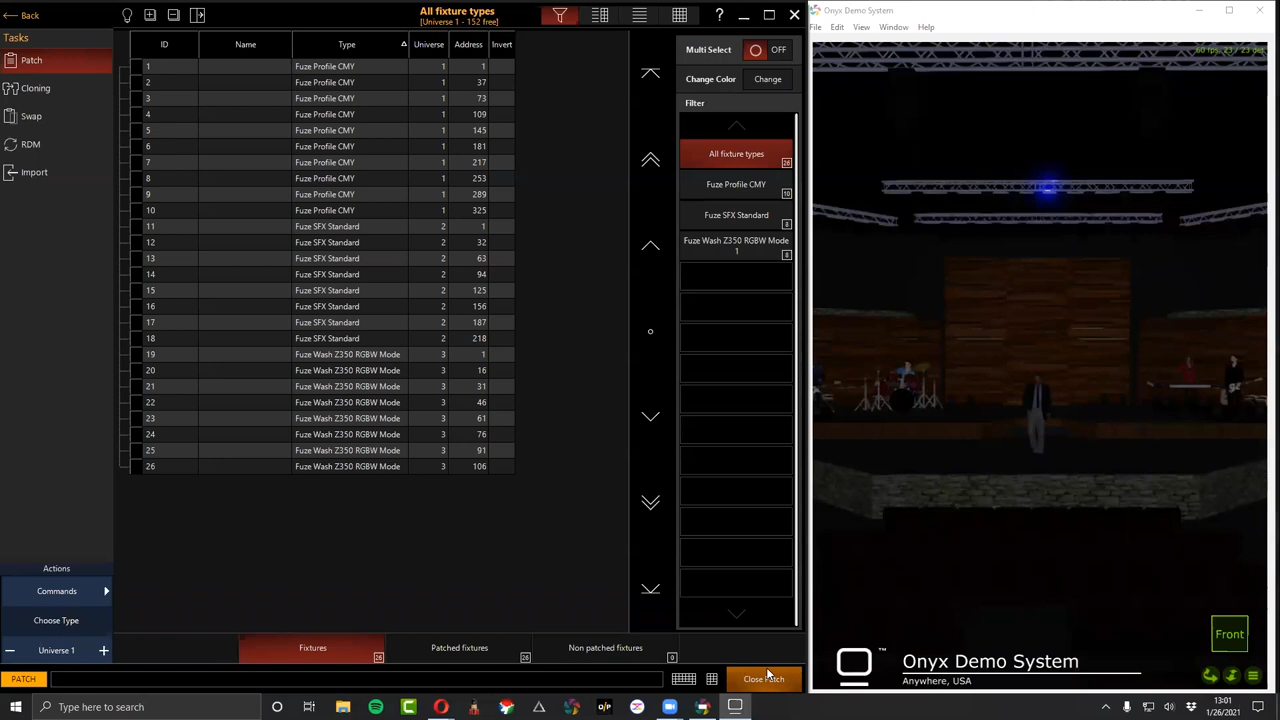 Back
All fixture types
[Universe 1 - 152 free]
Tasks
Patch
Cloning
Swap
RDM
Import
ID Name Type Universe Address Invert
1 Fuze Profile CMY 1 1
2 Fuze Profile CMY 1 37
3 Fuze Profile CMY 1 73
4 Fuze Profile CMY 1 109
5 Fuze Profile CMY 1 145
6 Fuze Profile CMY 1 181
7 Fuze Profile CMY 1 217
8 Fuze Profile CMY 1 253
9 Fuze Profile CMY 1 289
10 Fuze Profile CMY 1 325
11 Fuze SFX Standard 2 1
12 Fuze SFX Standard 2 32
13 Fuze SFX Standard 2 63
14 Fuze SFX Standard 2 94
15 Fuze SFX Standard 2 125
16 Fuze SFX Standard 2 156
17 Fuze SFX Standard 2 187
18 Fuze SFX Standard 2 218
19 Fuze Wash Z350 RGBW Mode 3 1
20 Fuze Wash Z350 RGBW Mode 3 16
21 Fuze Wash Z350 RGBW Mode 3 31
22 Fuze Wash Z350 RGBW Mode 3 46
23 Fuze Wash Z350 RGBW Mode 3 61
24 Fuze Wash Z350 RGBW Mode 3 76
25 Fuze Wash Z350 RGBW Mode 3 91
26 Fuze Wash Z350 RGBW Mode 3 106
Multi Select OFF
Change Color Change
Filter
All fixture types
26
Fuze Profile CMY
10
Fuze SFX Standard
8
Fuze Wash Z350 RGBW Mode
1
8
Actions
Commands
Choose Type
− Universe 1 +
Fixtures
26
Patched fixtures
26
Non patched fixtures
0
PATCH
Close Patch
Onyx Demo System
File Edit View Window Help
60 fps, 23 / 23 det
Front
™
Onyx Demo System
Anywhere, USA
Type here to search
O/P
13:01
1/26/2021